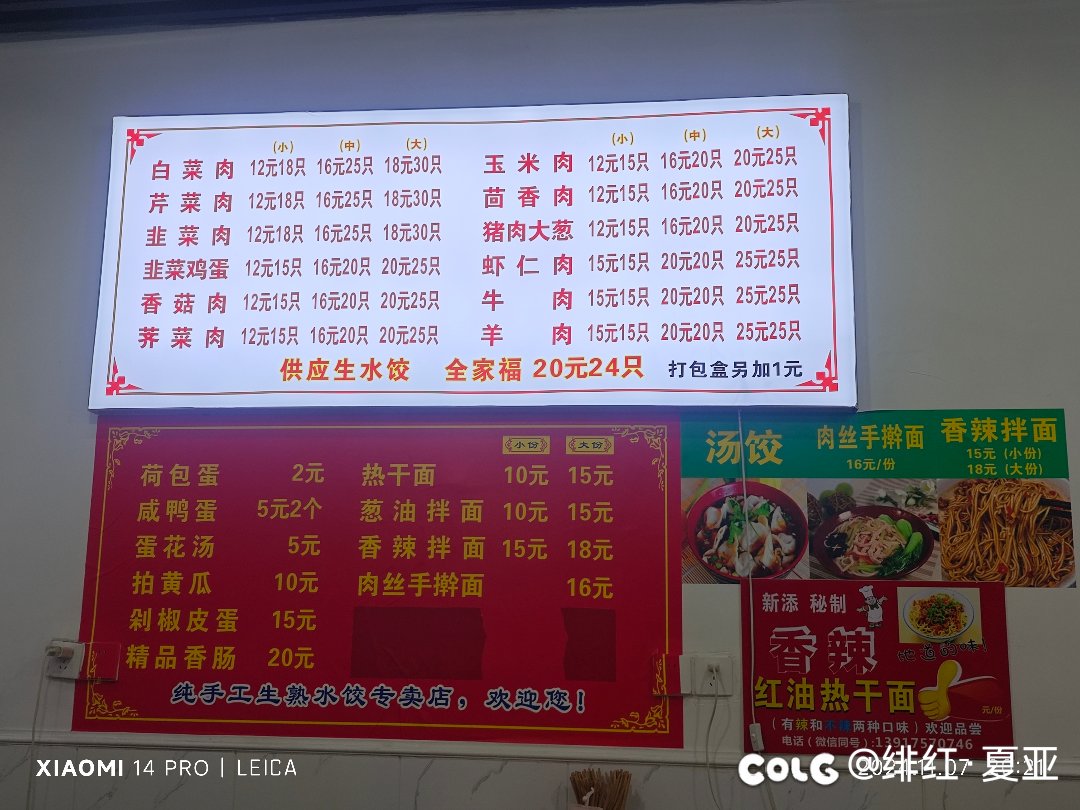 (小) (中) (大)
白菜肉 12元18只 16元25只 18元30只
芹菜肉 12元18只 16元25只 18元30只
韭菜肉 12元18只 16元25只 18元30只
韭菜鸡蛋 12元15只 16元20只 20元25只
香菇肉 12元15只 16元20只 20元25只
荠菜肉 12元15只 16元20只 20元25只
(小) (中) (大)
玉米肉 12元15只 16元20只 20元25只
茴香肉 12元15只 16元20只 20元25只
猪肉大葱 12元15只 16元20只 20元25只
虾仁肉 15元15只 20元20只 25元25只
牛肉 15元15只 20元20只 25元25只
羊肉 15元15只 20元20只 25元25只
供应生水饺 全家福 20元24只 打包盒另加1元
荷包蛋 2元
咸鸭蛋 5元2个
蛋花汤 5元
拍黄瓜 10元
剁椒皮蛋 15元
精品香肠 20元
小份 大份
热干面 10元 15元
葱油拌面 10元 15元
香辣拌面 15元 18元
肉丝手擀面 16元
纯手工生熟水饺专卖店，欢迎您！
汤饺
肉丝手擀面
16元/份
香辣拌面
15元（小份）
18元（大份）
新添 秘制
香辣
地道的味！
红油热干面
元/份
（有辣和不辣两种口味）欢迎品尝
电话（微信同号）:13917570746
XIAOMI 14 PRO | LEICA
COLG @绯红·夏亚